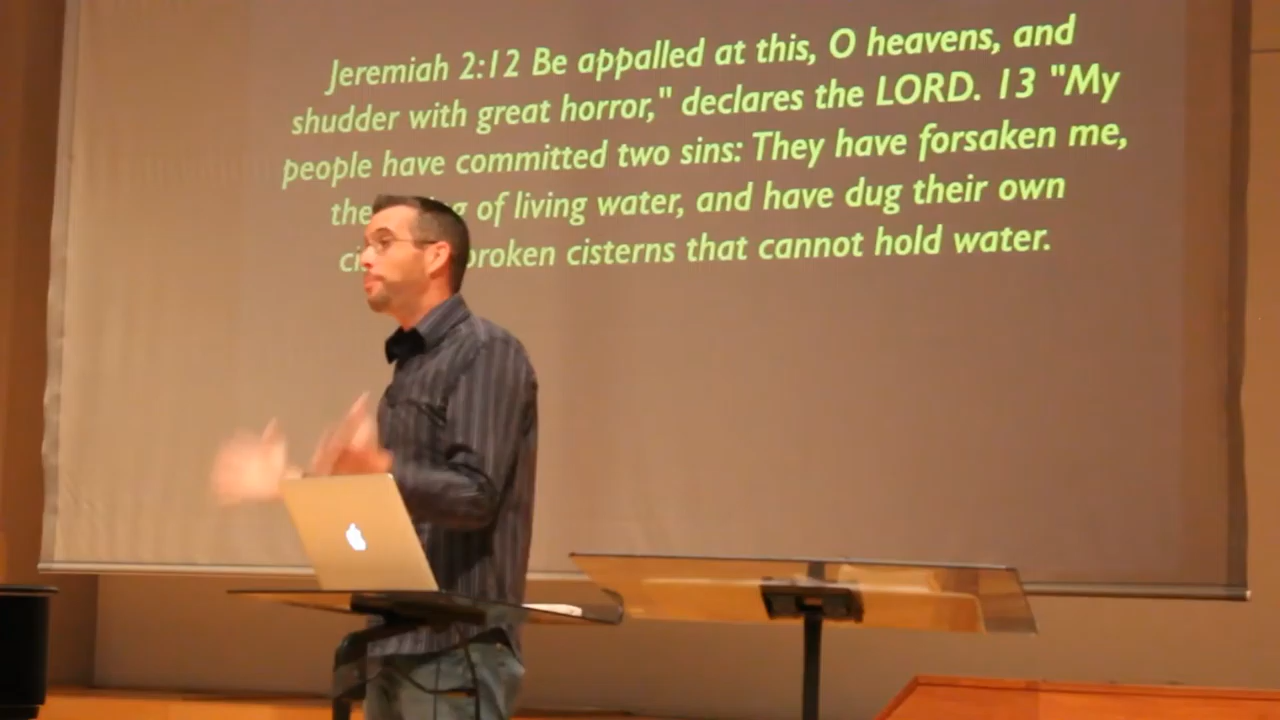 Jeremiah 2:12 Be appalled at this, O heavens, and
shudder with great horror," declares the LORD. 13 "My
people have committed two sins: They have forsaken me,
the of living water, and have dug their own
broken cisterns that cannot hold water.